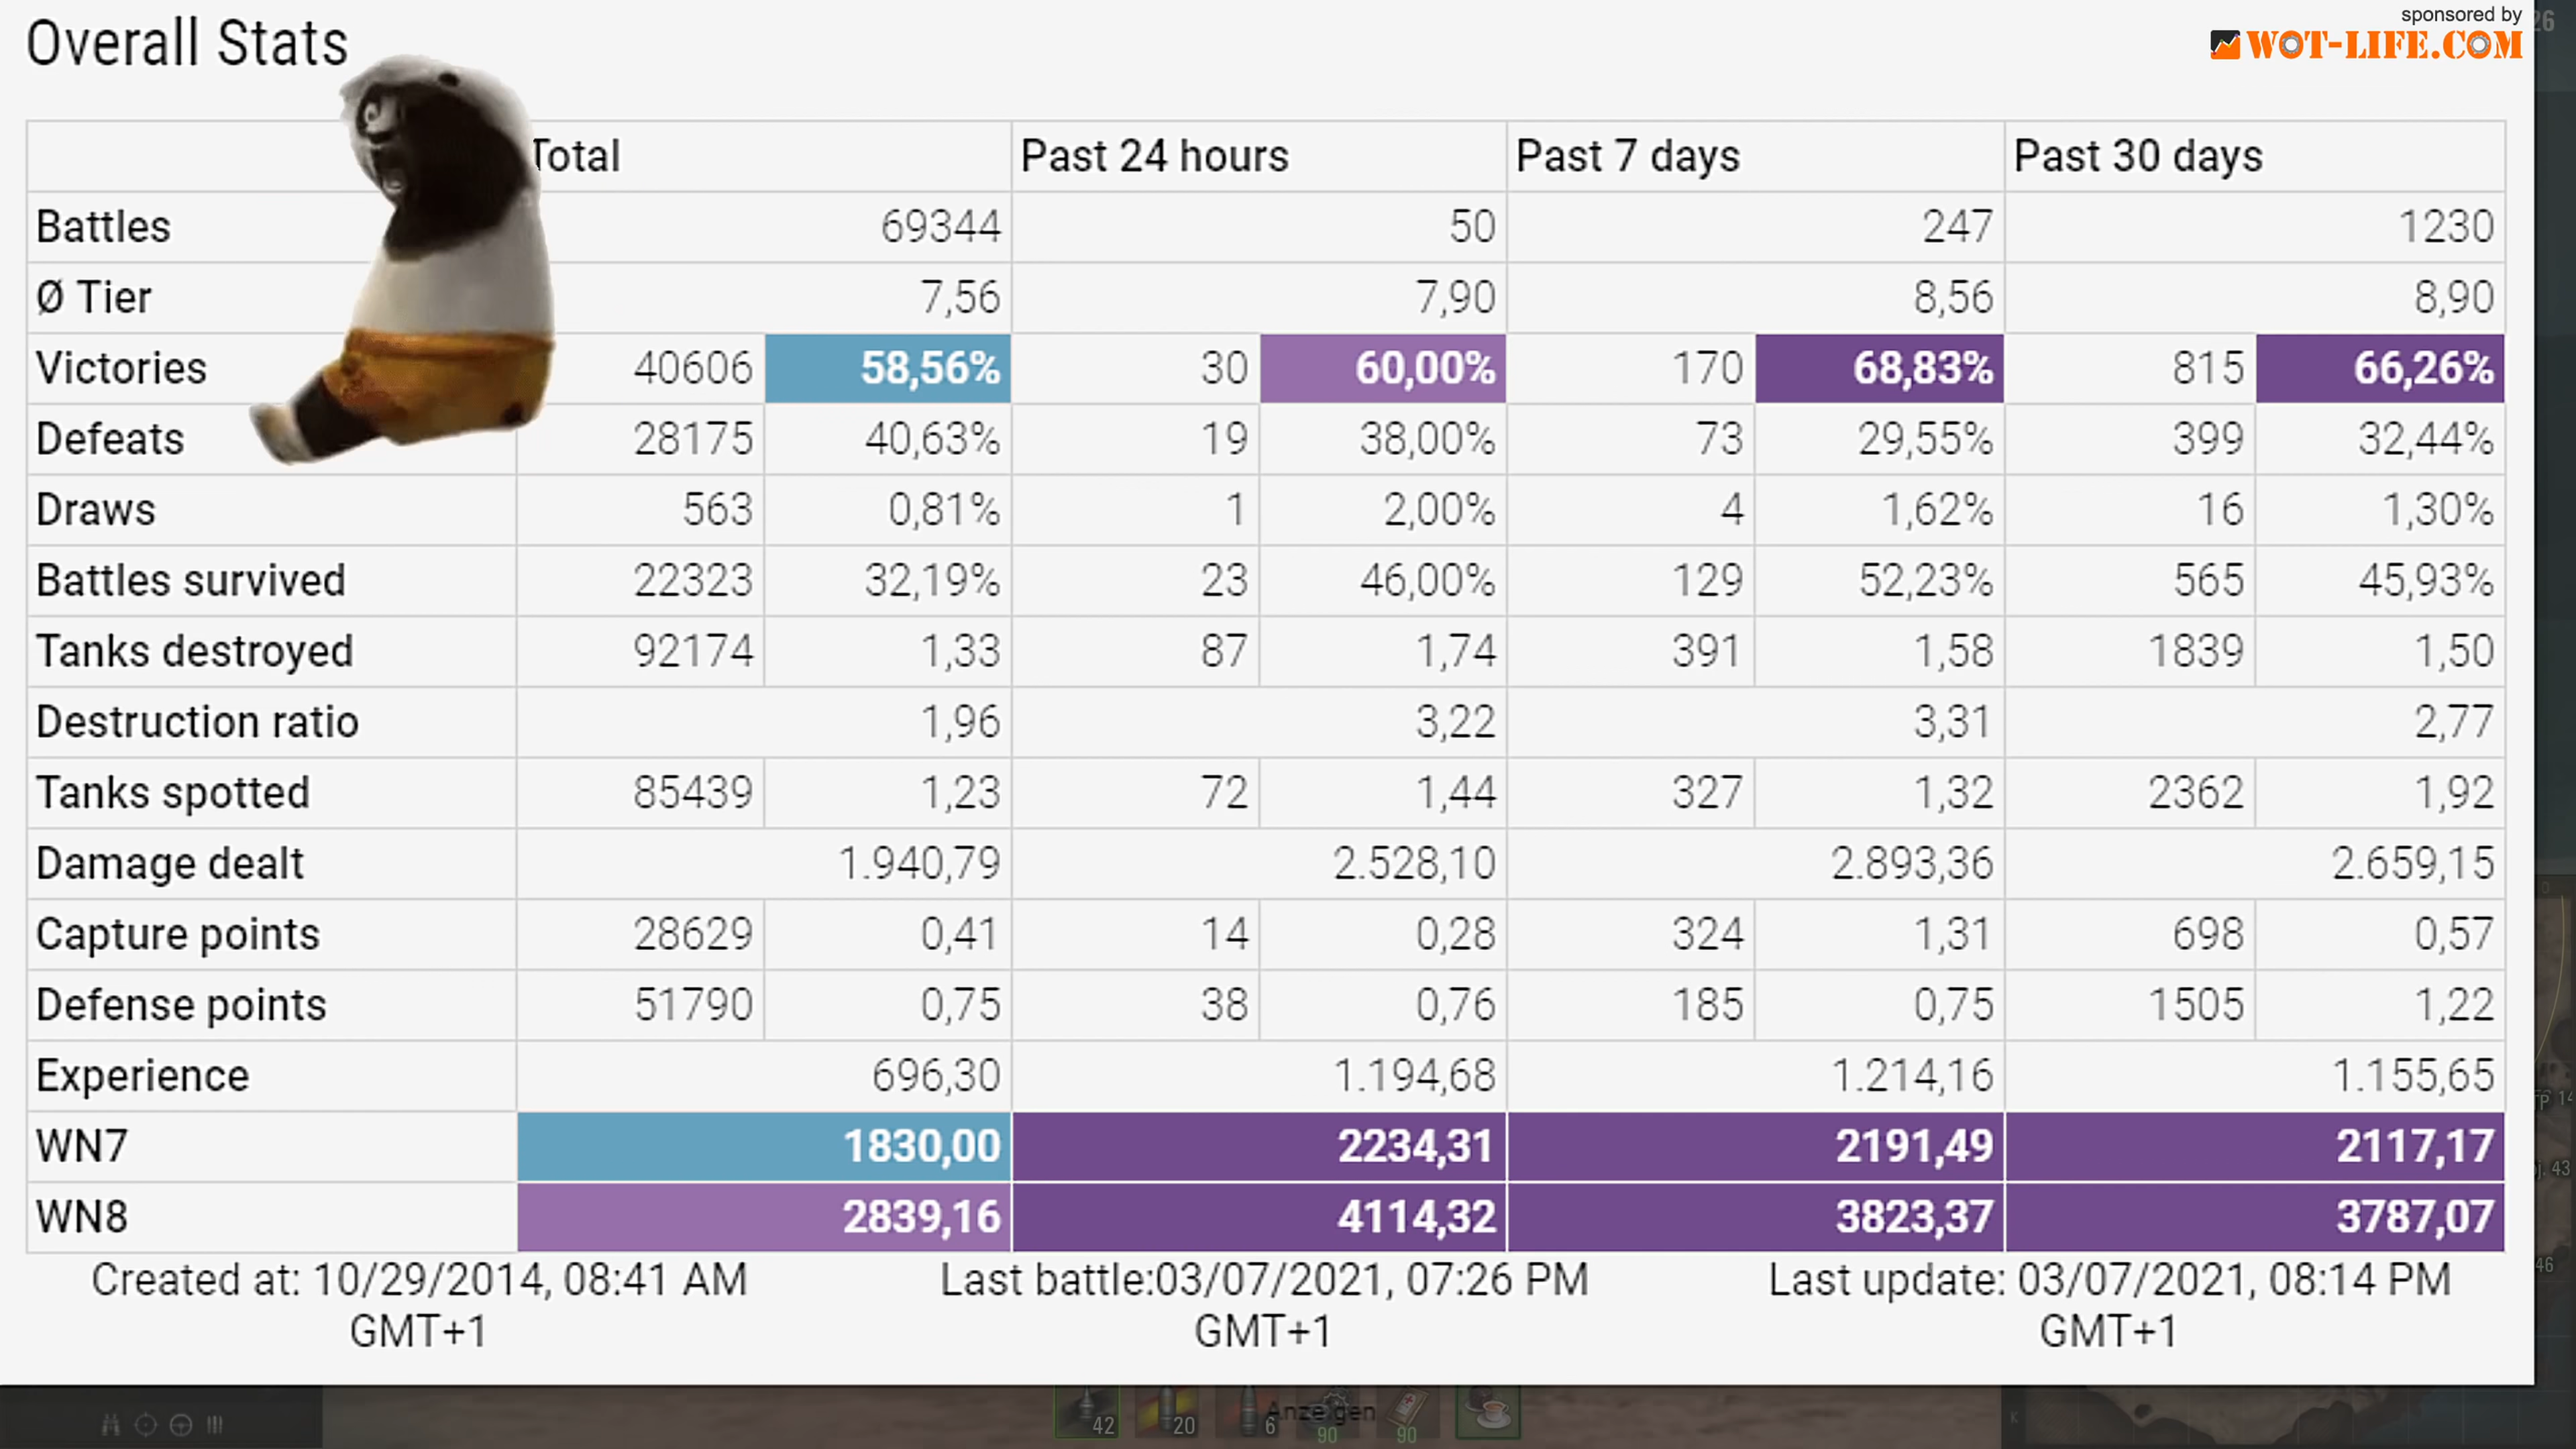 Overall Stats
sponsored by
WOT-LIFE.COM
Total Past 24 hours Past 7 days Past 30 days
Battles 69344 50 247 1230
Ø Tier 7,56 7,90 8,56 8,90
Victories 40606 58,56% 30 60,00% 170 68,83% 815 66,26%
Defeats 28175 40,63% 19 38,00% 73 29,55% 399 32,44%
Draws 563 0,81% 1 2,00% 4 1,62% 16 1,30%
Battles survived 22323 32,19% 23 46,00% 129 52,23% 565 45,93%
Tanks destroyed 92174 1,33 87 1,74 391 1,58 1839 1,50
Destruction ratio 1,96 3,22 3,31 2,77
Tanks spotted 85439 1,23 72 1,44 327 1,32 2362 1,92
Damage dealt 1.940,79 2.528,10 2.893,36 2.659,15
Capture points 28629 0,41 14 0,28 324 1,31 698 0,57
Defense points 51790 0,75 38 0,76 185 0,75 1505 1,22
Experience 696,30 1.194,68 1.214,16 1.155,65
WN7 1830,00 2234,31 2191,49 2117,17
WN8 2839,16 4114,32 3823,37 3787,07
Created at: 10/29/2014, 08:41 AM
GMT+1
Last battle:03/07/2021, 07:26 PM
GMT+1
Last update: 03/07/2021, 08:14 PM
GMT+1
Anzeigen
42 20 6 90 90
K